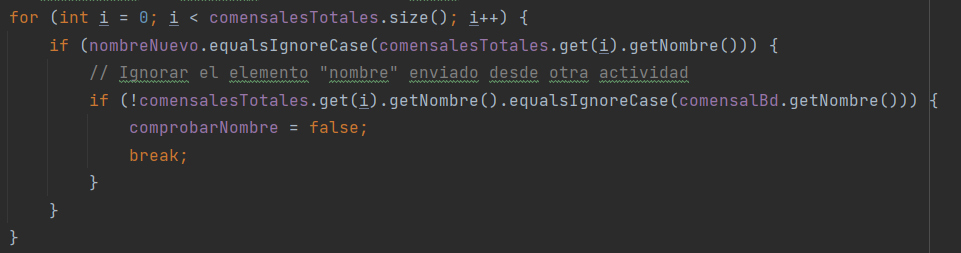 for (int i = 0; i < comensalesTotales.size(); i++) {
    if (nombreNuevo.equalsIgnoreCase(comensalesTotales.get(i).getNombre())) {
        // Ignorar el elemento "nombre" enviado desde otra actividad
        if (!comensalesTotales.get(i).getNombre().equalsIgnoreCase(comensalBd.getNombre())) {
            comprobarNombre = false;
            break;
        }
    }
}